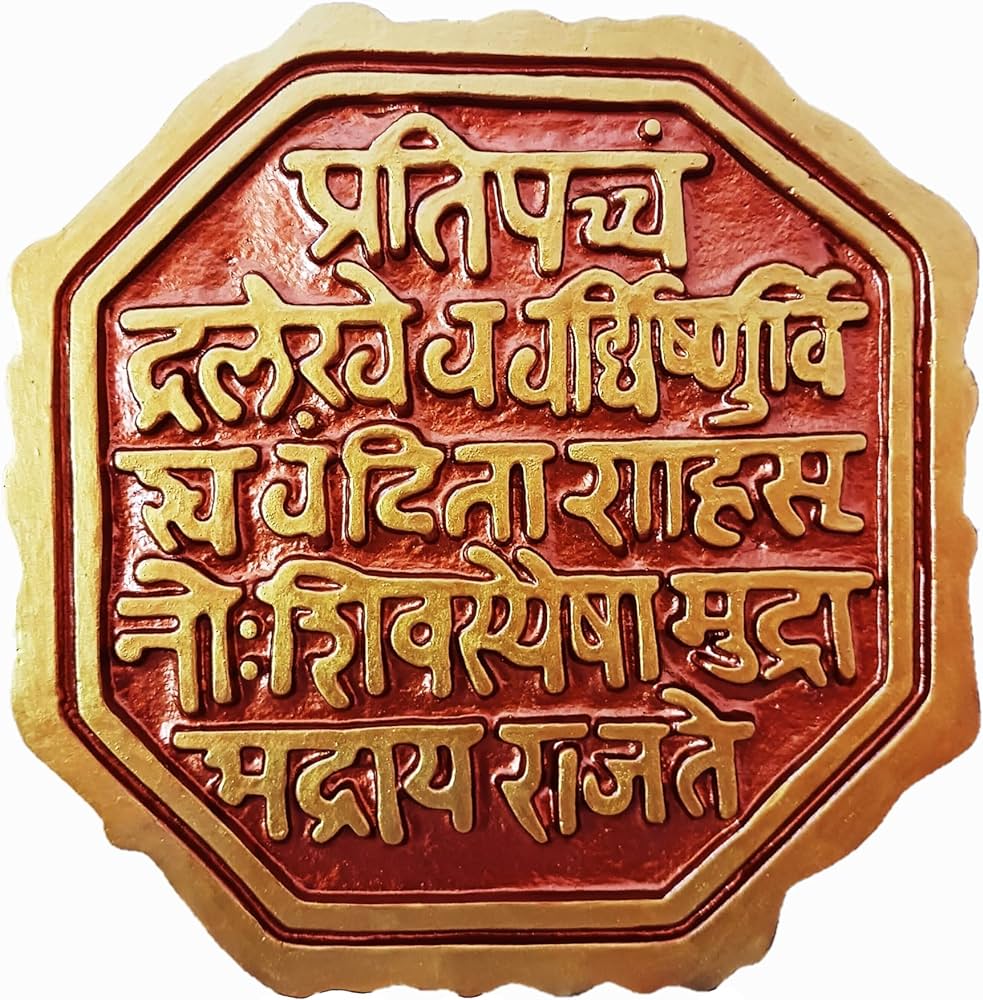 प्रतिपच्चं
द्रलेखेव वर्धिष्णुर्वि
श्व वंदिता शाहसू
नोः शिवस्यैषा मुद्रा
भद्राय राजते